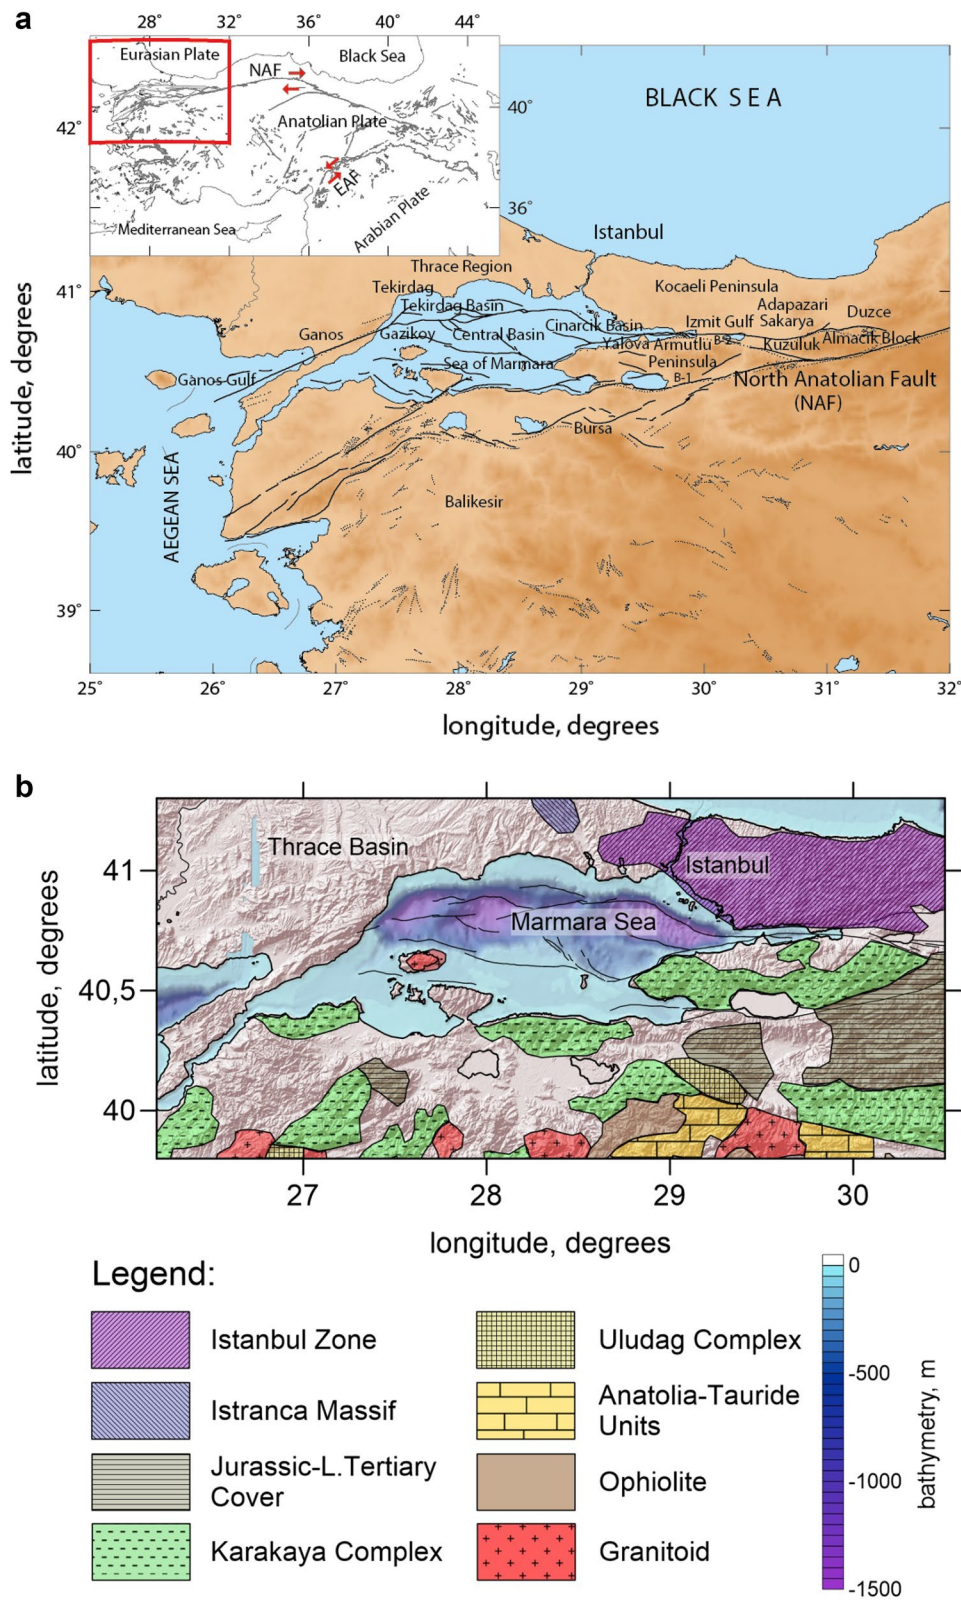 a
28° 32° 36° 40° 44°
Eurasian Plate
Black Sea
NAF
Anatolian Plate
EAF
Arabian Plate
Mediterranean Sea
40°
36°
BLACK SEA
42°
41°
40°
39°
latitude, degrees
Istanbul
Thrace Region
Tekirdag
Kocaeli Peninsula
Tekirdag Basin
Adapazari
Duzce
Cinarcik Basin
Izmit Gulf
Sakarya
Ganos
Gazikoy
Central Basin
Yalova
Armutlu
B-2
Kuzuluk
Almacik Block
Sea of Marmara
Peninsula
Ganos Gulf
B-1
North Anatolian Fault
(NAF)
Bursa
AEGEAN SEA
Balikesir
25° 26° 27° 28° 29° 30° 31° 32°
longitude, degrees
b
Thrace Basin
Istanbul
Marmara Sea
41
40,5
40
latitude, degrees
27 28 29 30
longitude, degrees
Legend:
Istanbul Zone
Istranca Massif
Jurassic-L.Tertiary
Cover
Karakaya Complex
Uludag Complex
Anatolia-Tauride
Units
Ophiolite
Granitoid
0
-500
-1000
-1500
bathymetry, m